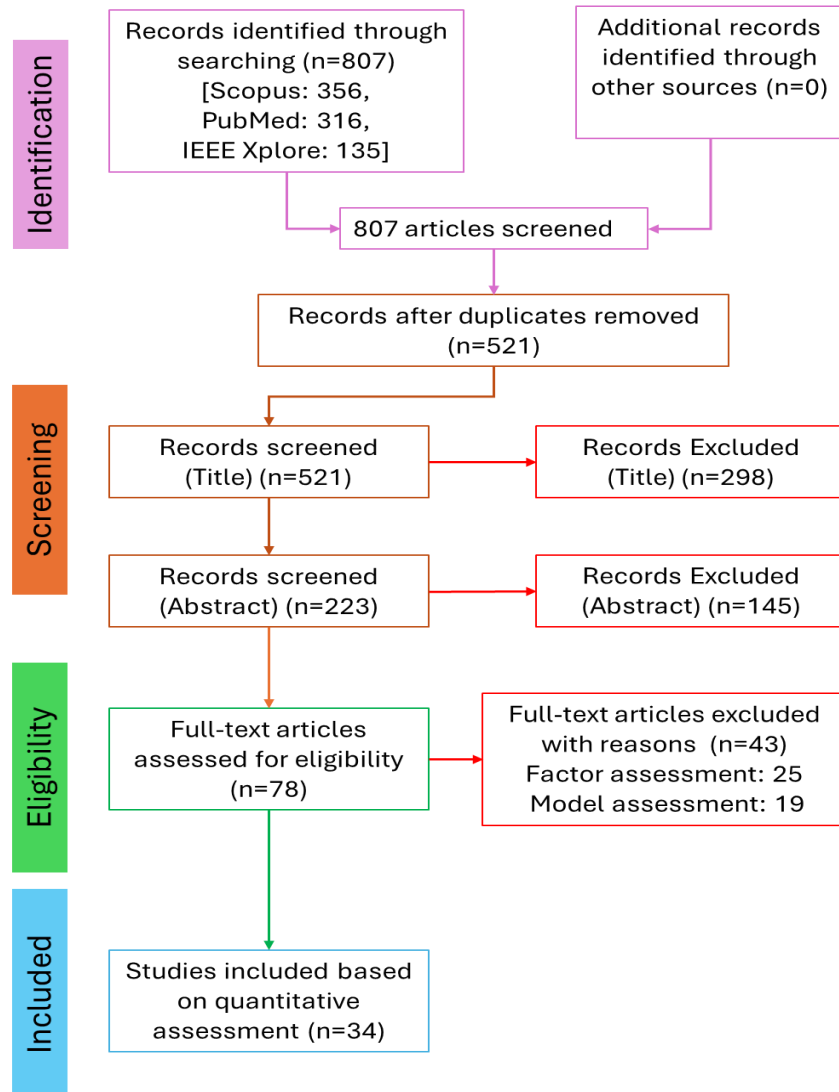 Identification
Records identified through
searching (n=807)
[Scopus: 356,
PubMed: 316,
IEEE Xplore: 135]
Additional records
identified through
other sources (n=0)
807 articles screened
Records after duplicates removed
(n=521)
Screening
Records screened
(Title) (n=521)
Records Excluded
(Title) (n=298)
Records screened
(Abstract) (n=223)
Records Excluded
(Abstract) (n=145)
Eligibility
Full-text articles
assessed for eligibility
(n=78)
Full-text articles excluded
with reasons (n=43)
Factor assessment: 25
Model assessment: 19
Included
Studies included based
on quantitative
assessment (n=34)